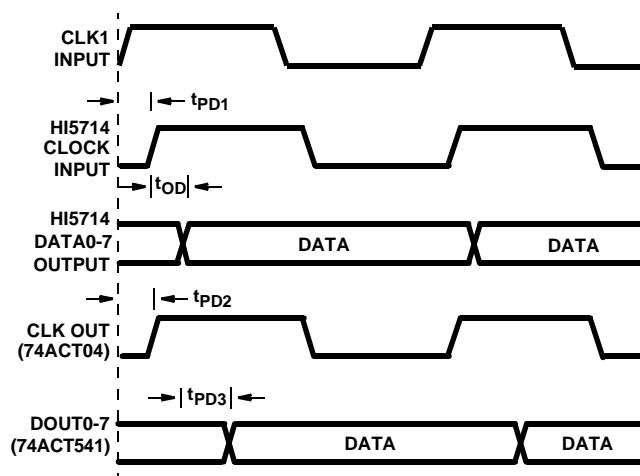 CLK1
INPUT
tPD1
HI5714
CLOCK
INPUT
tOD
HI5714
DATA0-7
OUTPUT
DATA
DATA
tPD2
CLK OUT
(74ACT04)
tPD3
DOUT0-7
(74ACT541)
DATA
DATA